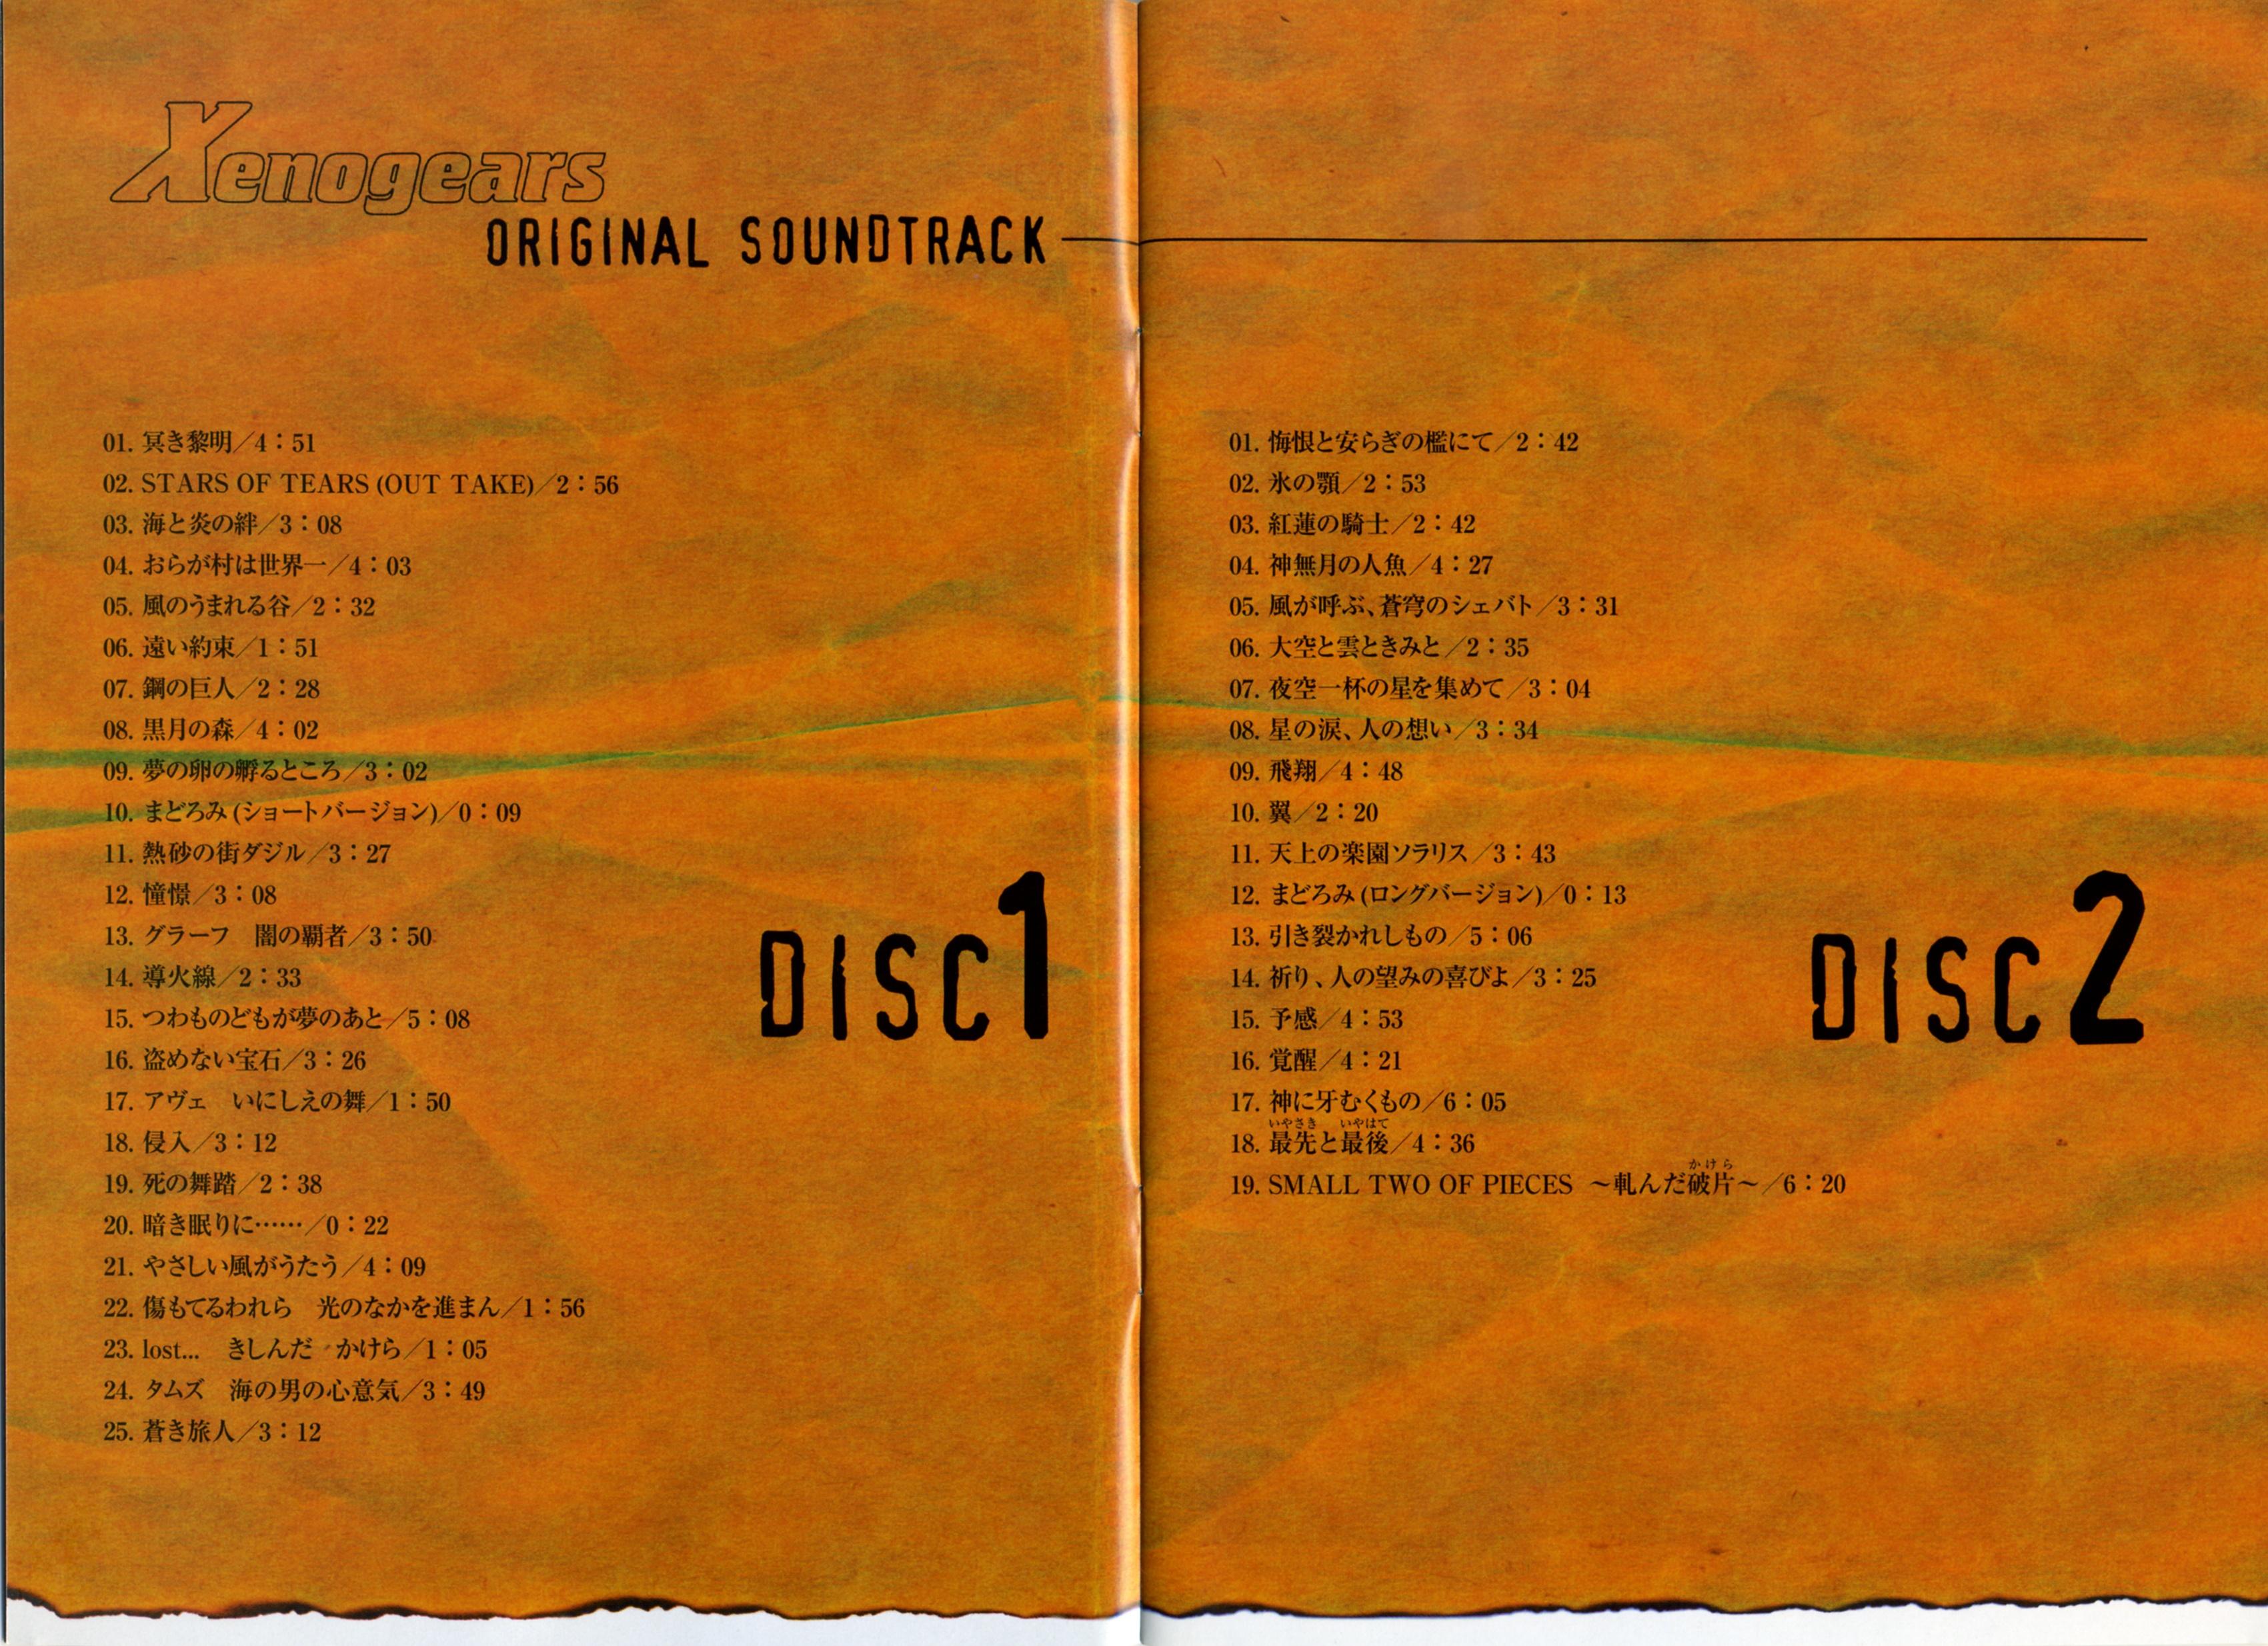 Xenogears
ORIGINAL SOUNDTRACK
01. 冥き黎明／4：51
02. STARS OF TEARS (OUT TAKE)／2：56
03. 海と炎の絆／3：08
04. おらが村は世界一／4：03
05. 風のうまれる谷／2：32
06. 遠い約束／1：51
07. 鋼の巨人／2：28
08. 黒月の森／4：02
09. 夢の卵の孵るところ／3：02
10. まどろみ (ショートバージョン)／0：09
11. 熱砂の街ダジル／3：27
12. 憧憬／3：08
13. グラーフ　闇の覇者／3：50
14. 導火線／2：33
15. つわものどもが夢のあと／5：08
16. 盗めない宝石／3：26
17. アヴェ　いにしえの舞／1：50
18. 侵入／3：12
19. 死の舞踏／2：38
20. 暗き眠りに……／0：22
21. やさしい風がうたう／4：09
22. 傷もてるわれら　光のなかを進まん／1：56
23. lost...　きしんだ　かけら／1：05
24. タムズ　海の男の心意気／3：49
25. 蒼き旅人／3：12
DISC1
01. 悔恨と安らぎの檻にて／2：42
02. 氷の顎／2：53
03. 紅蓮の騎士／2：42
04. 神無月の人魚／4：27
05. 風が呼ぶ、蒼穹のシェバト／3：31
06. 大空と雲ときみと／2：35
07. 夜空一杯の星を集めて／3：04
08. 星の涙、人の想い／3：34
09. 飛翔／4：48
10. 翼／2：20
11. 天上の楽園ソラリス／3：43
12. まどろみ (ロングバージョン)／0：13
13. 引き裂かれしもの／5：06
14. 祈り、人の望みの喜びよ／3：25
15. 予感／4：53
16. 覚醒／4：21
17. 神に牙むくもの／6：05
いやさき　いやはて
18. 最先と最後／4：36
かけら
19. SMALL TWO OF PIECES ～軋んだ破片～／6：20
DISC2